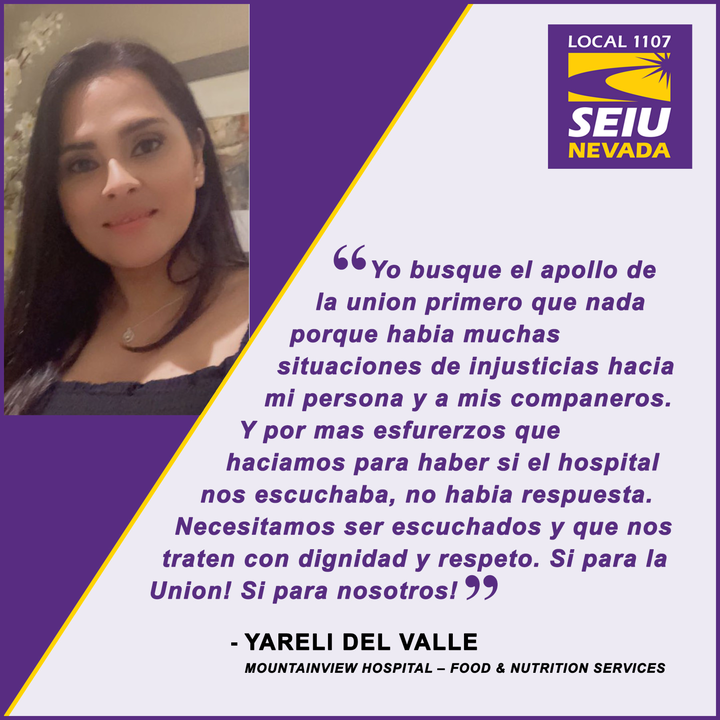 LOCAL 1107
SEIU
NEVADA
“Yo busque el apollo de
la union primero que nada
porque habia muchas
situaciones de injusticias hacia
mi persona y a mis companeros.
Y por mas esfurerzos que
haciamos para haber si el hospital
nos escuchaba, no habia respuesta.
Necesitamos ser escuchados y que nos
traten con dignidad y respeto. Si para la
Union! Si para nosotros!”
- YARELI DEL VALLE
MOUNTAINVIEW HOSPITAL – FOOD & NUTRITION SERVICES